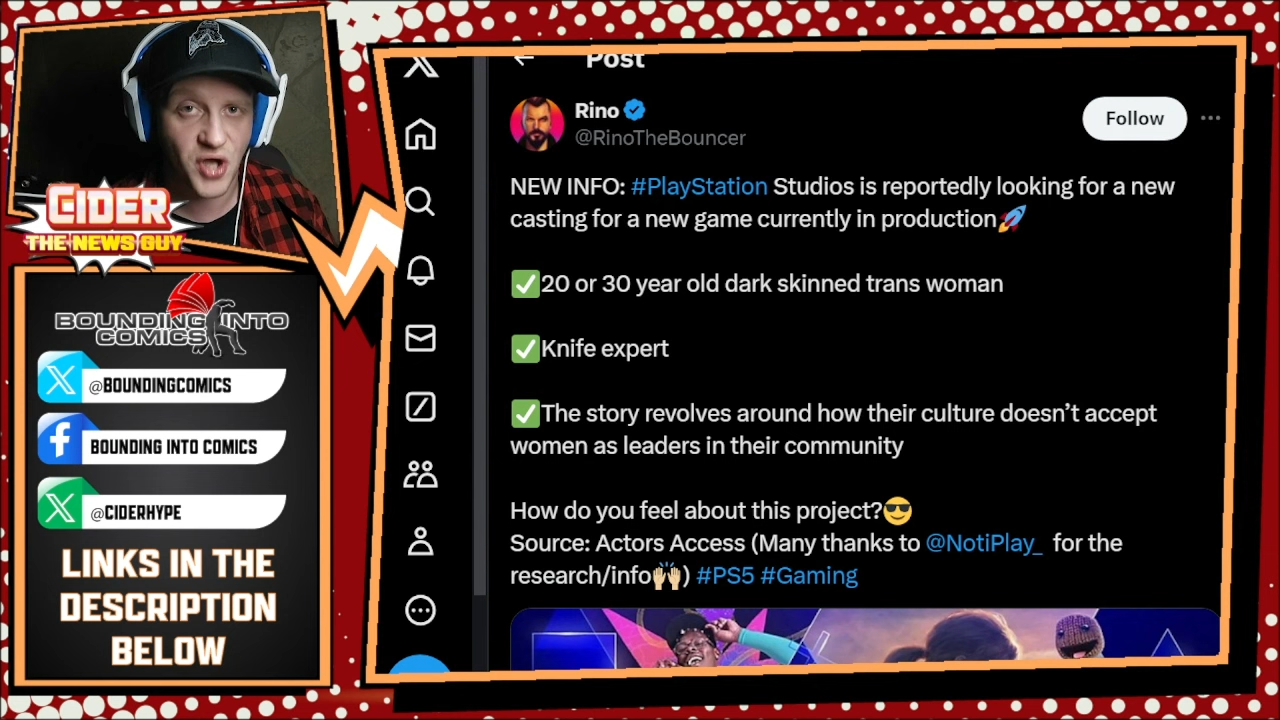 CIDER
THE NEWS GUY
BOUNDING INTO
COMICS
@BOUNDINGCOMICS
BOUNDING INTO COMICS
@CIDERHYPE
LINKS IN THE
DESCRIPTION
BELOW
Post
Rino
@RinoTheBouncer
Follow
NEW INFO: #PlayStation Studios is reportedly looking for a new
casting for a new game currently in production🚀
✅20 or 30 year old dark skinned trans woman
✅Knife expert
✅The story revolves around how their culture doesn’t accept
women as leaders in their community
How do you feel about this project?😎
Source: Actors Access (Many thanks to @NotiPlay_ for the
research/info🙌🏼) #PS5 #Gaming